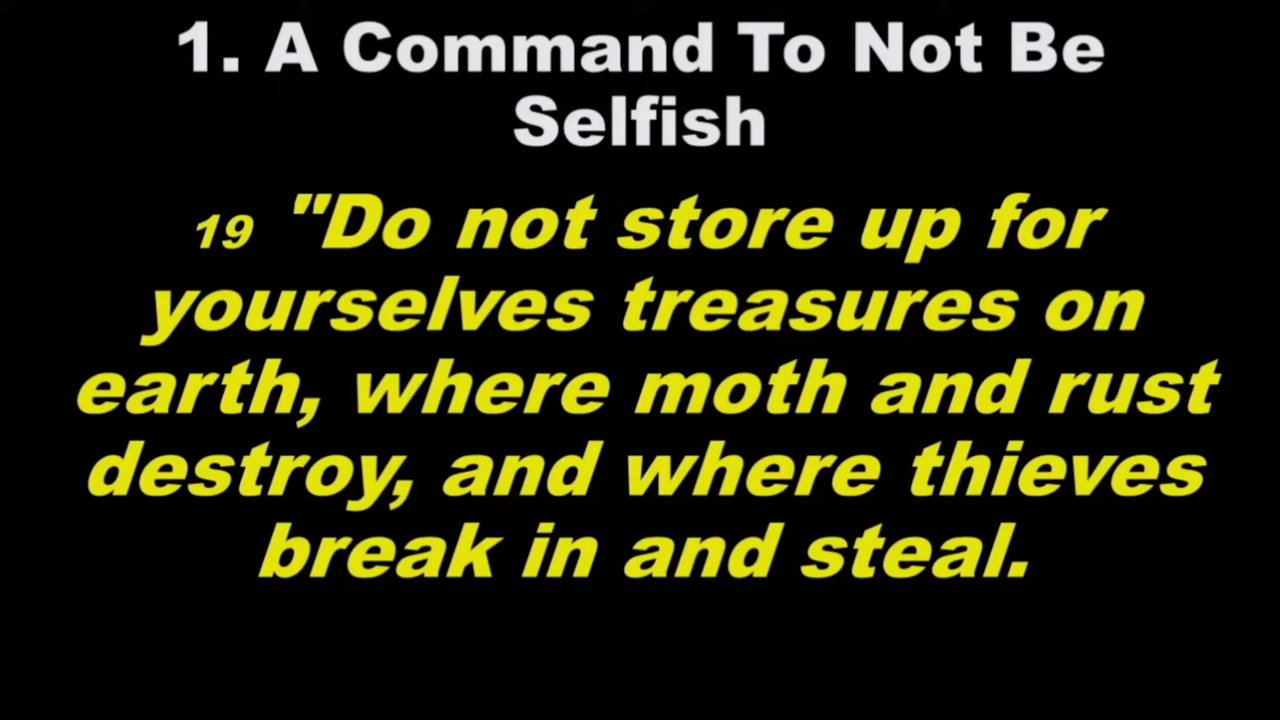 1. A Command To Not Be
Selfish
19 "Do not store up for
yourselves treasures on
earth, where moth and rust
destroy, and where thieves
break in and steal.